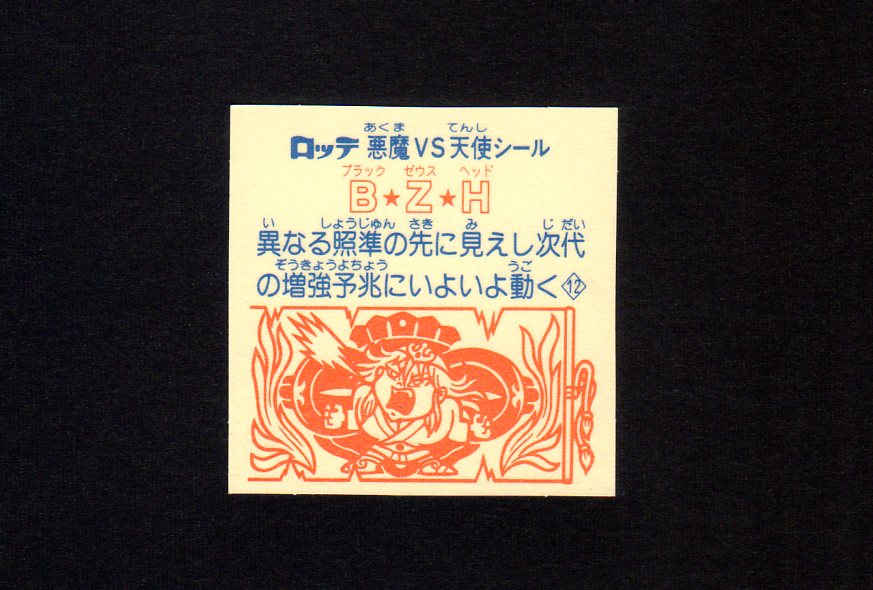 あくま てんし
ロッテ 悪魔VS天使シール
ブラック ゼウス ヘッド
B★Z★H
い しょうじゅん さき み じだい
異なる照準の先に見えし次代
ぞうきょうよちょう うご
の増強予兆にいよいよ動く 12